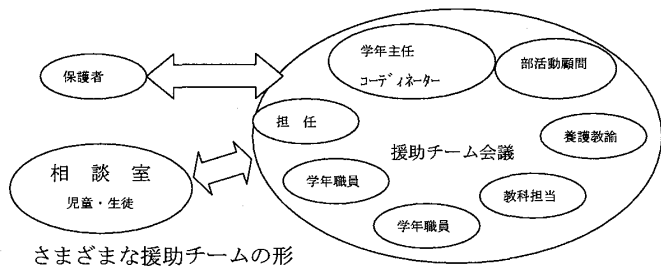 学年主任
コーディネーター
部活動顧問
保護者
担 任
養護教諭
援助チーム会議
相 談 室
児童・生徒
学年職員
教科担当
学年職員
さまざまな援助チームの形